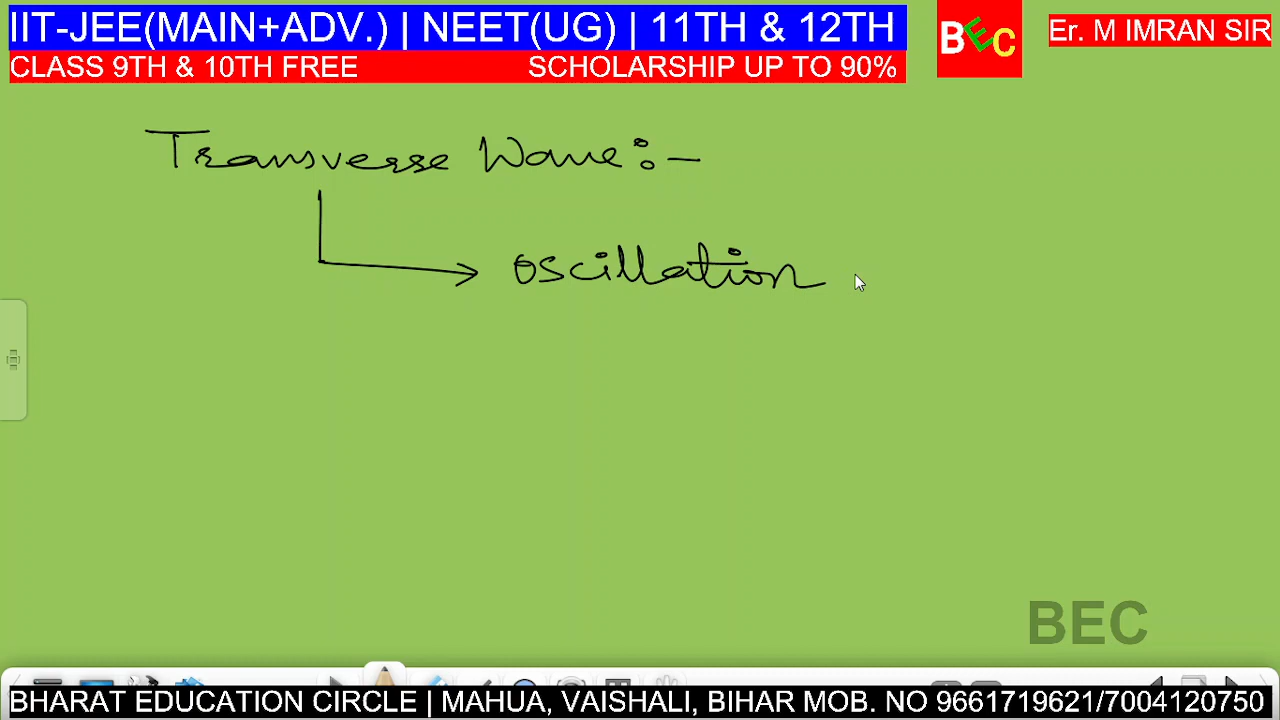 IIT-JEE(MAIN+ADV.) | NEET(UG) | 11TH & 12TH
CLASS 9TH & 10TH FREE SCHOLARSHIP UP TO 90%
BEC
Er. M IMRAN SIR
Transverse Wave :-
Oscillation
BEC
BHARAT EDUCATION CIRCLE | MAHUA, VAISHALI, BIHAR MOB. NO 9661719621/7004120750